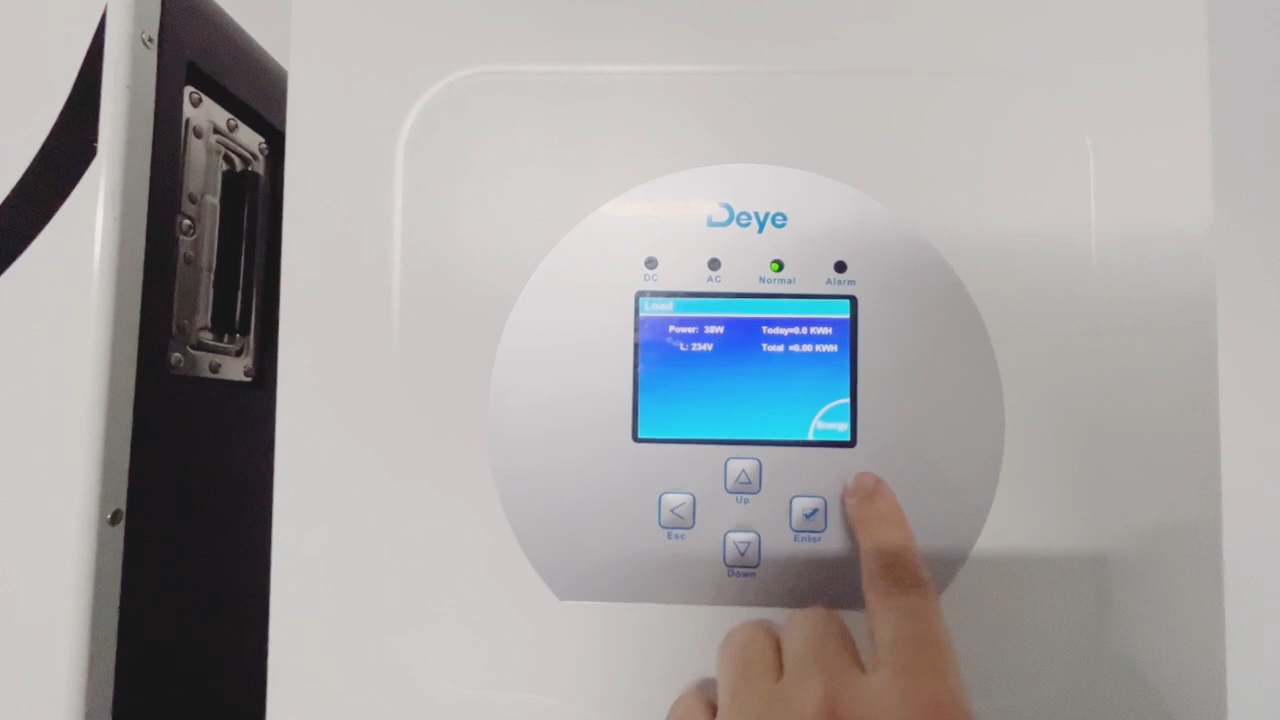 Deye
DC AC Normal Alarm
Load
Power: 38W Today=0.0 KWH
L: 234V Total =0.00 KWH
Energy
Up
Esc Enter
Down